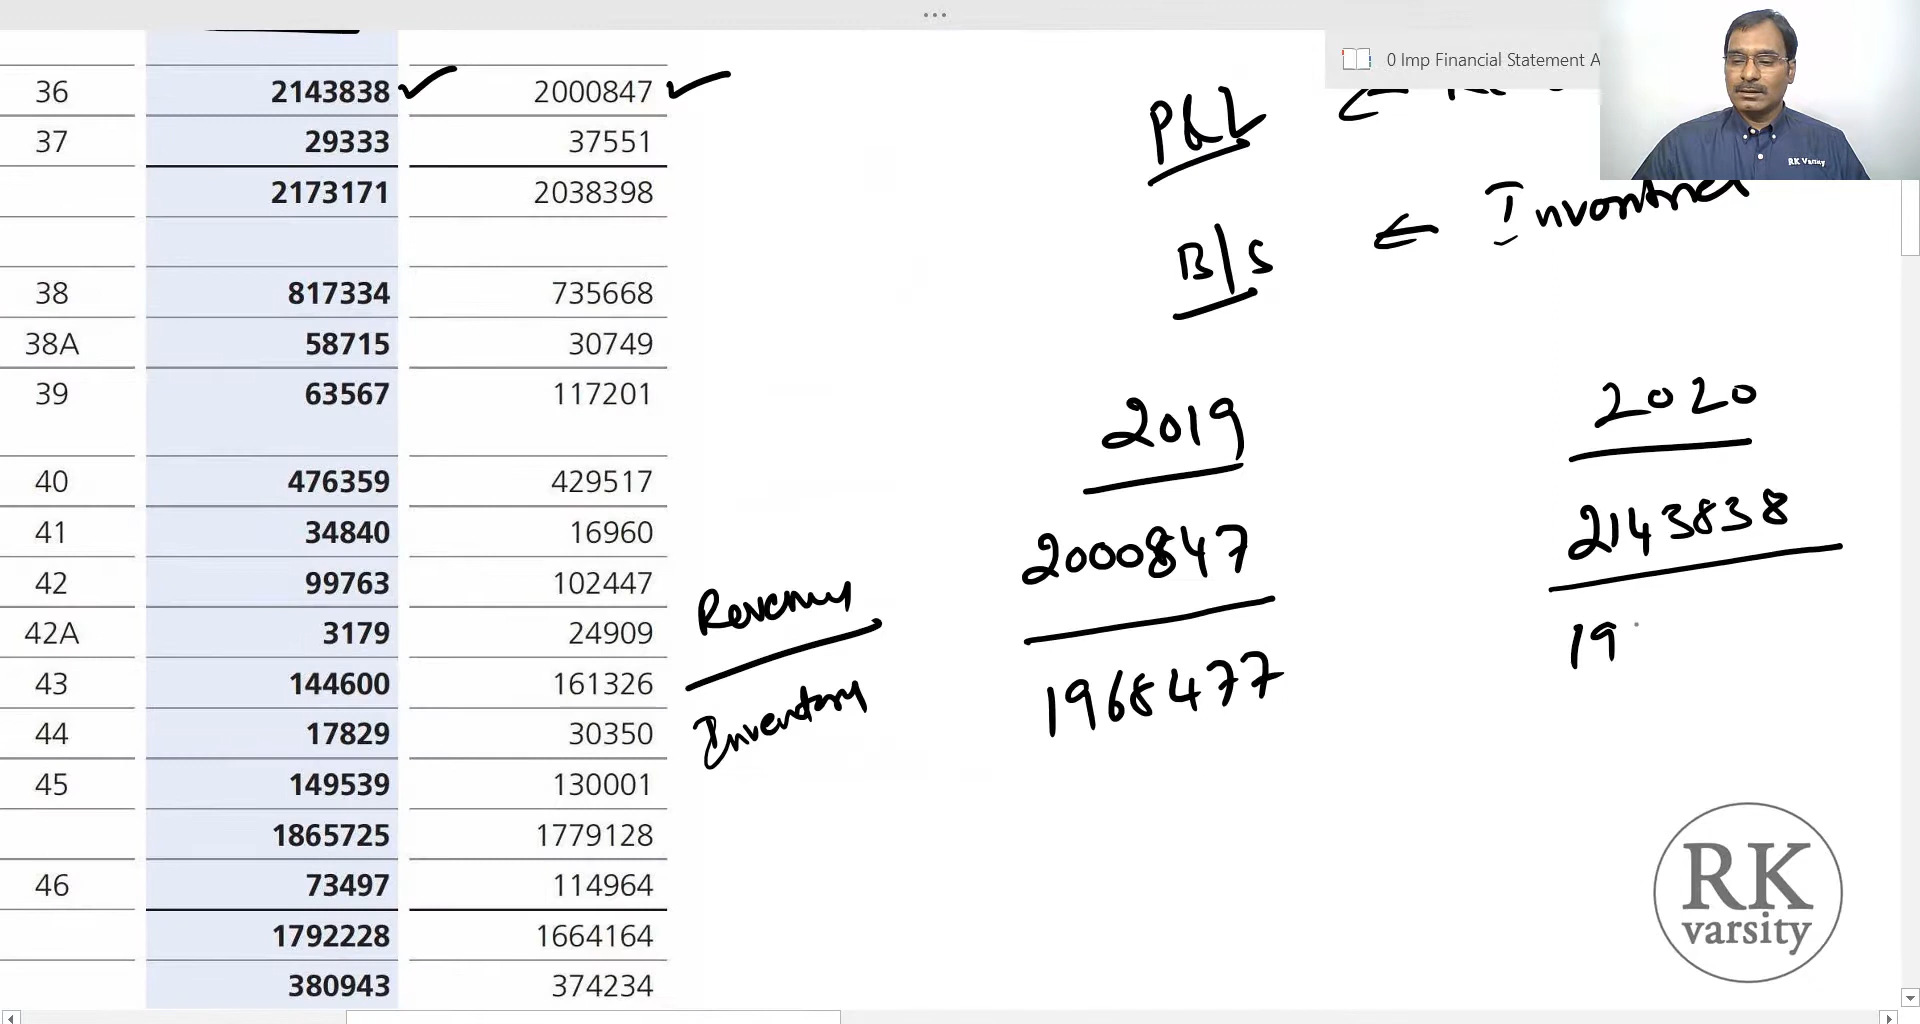 0 Imp Financial Statement A
36 2143838 2000847
37 29333 37551
2173171 2038398
38 817334 735668
38A 58715 30749
39 63567 117201
40 476359 429517
41 34840 16960
42 99763 102447
42A 3179 24909
43 144600 161326
44 17829 30350
45 149539 130001
1865725 1779128
46 73497 114964
1792228 1664164
380943 374234
P&L
B/S
2019 2020
2000847 2143838
1968477 19
Revenue
Inventory
RK Varsity
RK
varsity